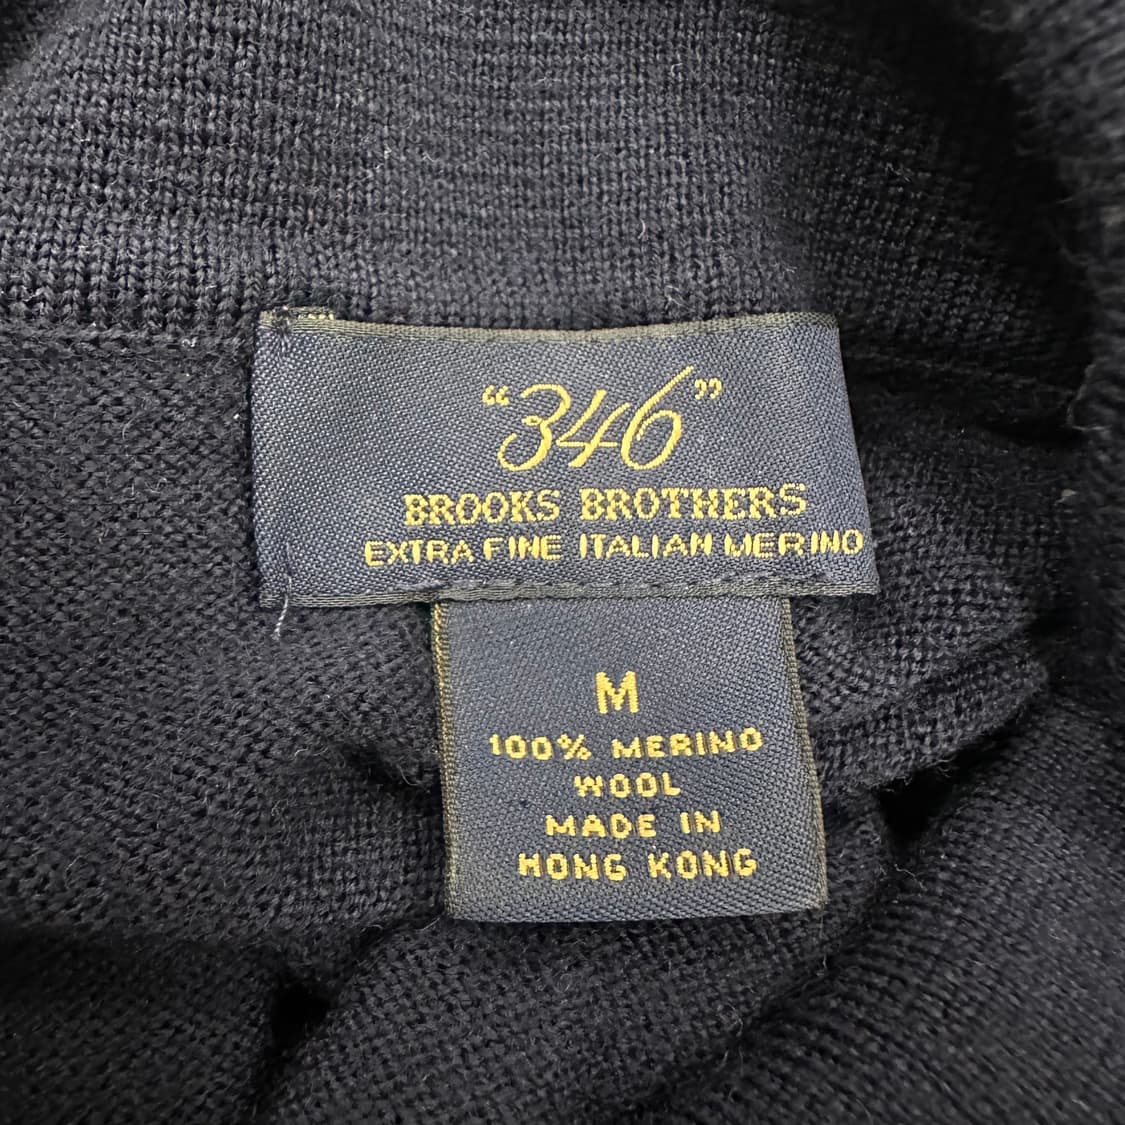 “346”
BROOKS BROTHERS
EXTRA FINE ITALIAN MERINO
M
100% MERINO
WOOL
MADE IN
HONG KONG